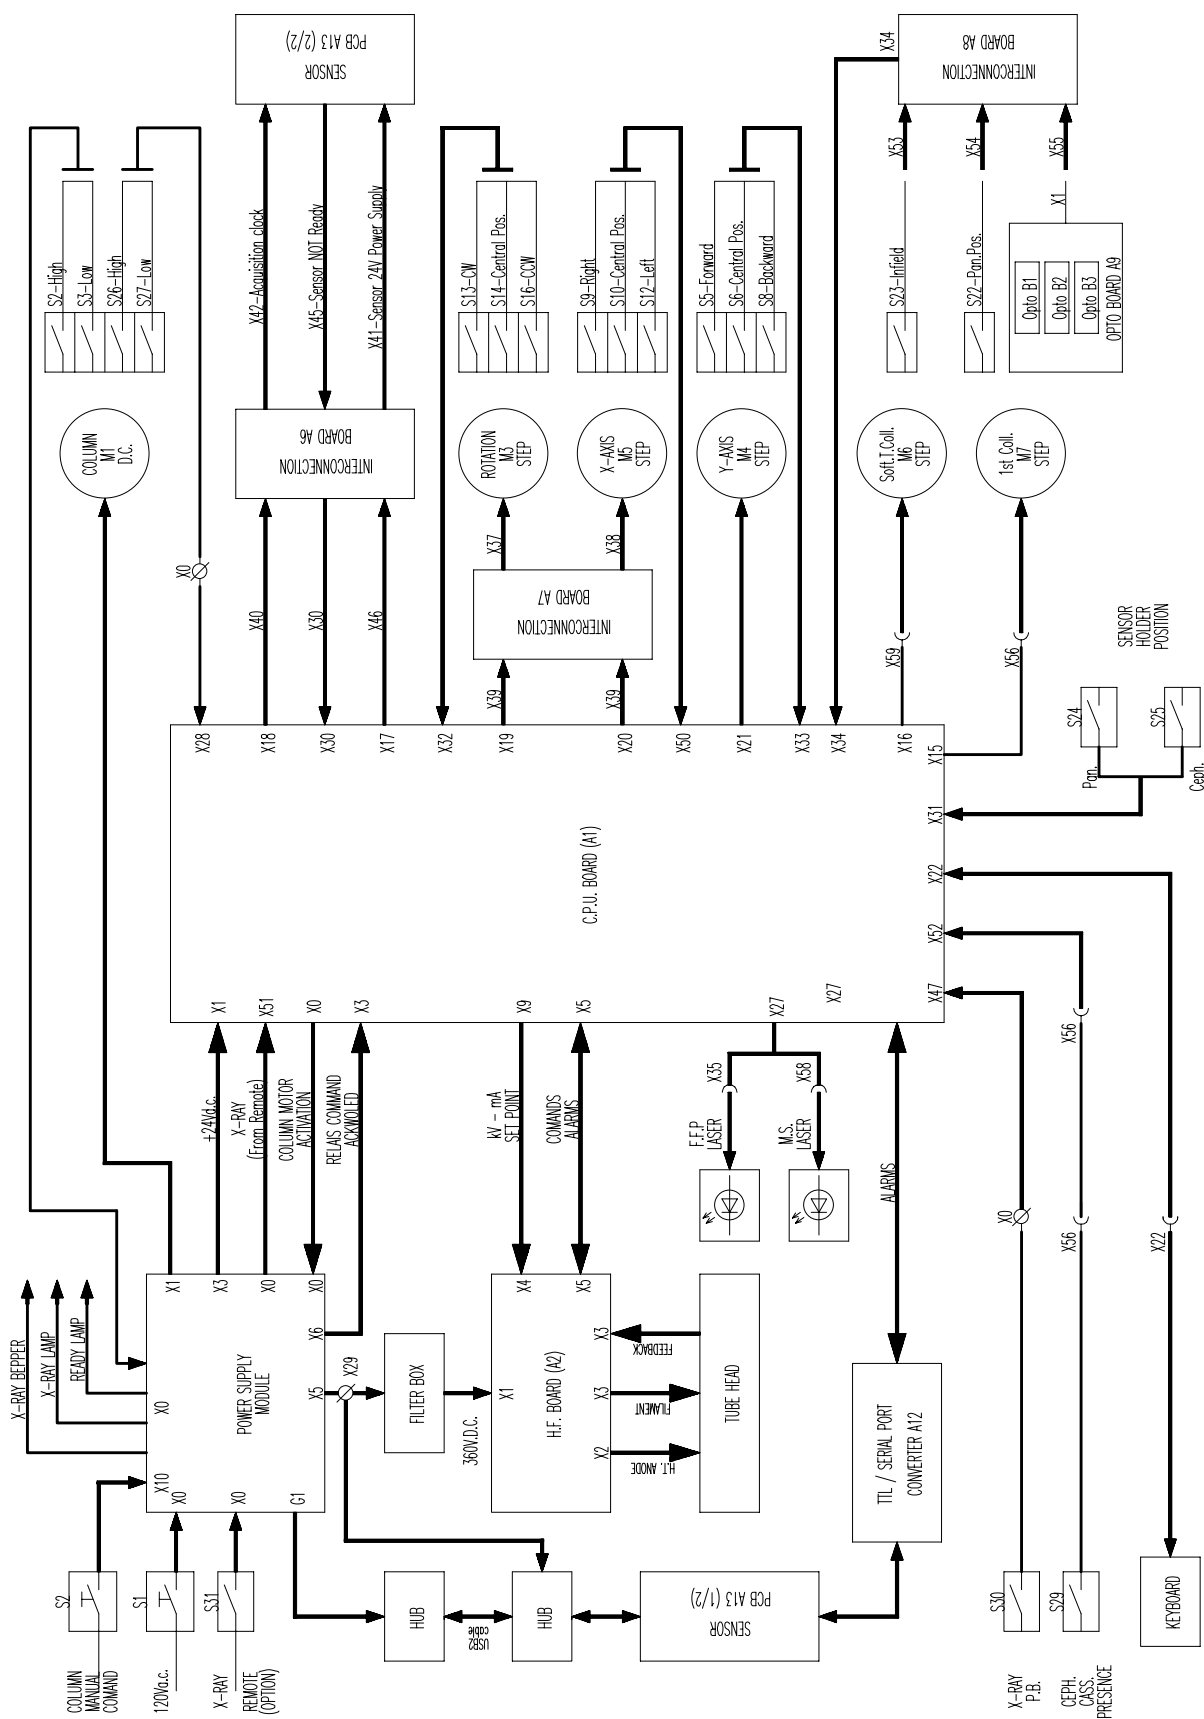 COLUMN
MANUAL
COMAND
S2
120Va.c.
S1
X-RAY
REMOTE
(OPTION)
S31
X-RAY BEPPER
X-RAY LAMP
READY LAMP
X0
X10
X0
X0
G1
POWER SUPPLY
MODULE
X1
X3
X0
X0
X6
X5
X29
FILTER BOX
360V.D.C.
HUB
USB2
cable
HUB
SENSOR
PCB A13 (1/2)
X1
H.F. BOARD (A2)
X4
X5
X3
X3
X2
FEEDBACK
FILAMENT
H.T. ANODE
TUBE HEAD
TTL / SERIAL PORT
CONVERTER A12
ALARMS
+24Vd.c.
X-RAY
(From Remote)
COLUMN MOTOR
ACTIVATION
RELAIS COMMAND
ACKWOLED
kV - mA
SET POINT
COMANDS
ALARMS
F.F.P
LASER
X35
M.S.
LASER
X58
X1
X51
X0
X3
X9
X5
X27
X27
C.P.U. BOARD (A1)
X28
X18
X30
X17
X32
X19
X20
X50
X21
X33
X34
X16
X15
X31
X22
X52
X47
X0
COLUMN
M1
D.C.
S2-High
S3-Low
S26-High
S27-Low
X40
X30
X46
INTERCONNECTION
BOARD A6
X42-Acquisition clock
X45-Sensor NOT Ready
X41-Sensor 24V Power Supply
SENSOR
PCB A13 (2/2)
X39
X39
INTERCONNECTION
BOARD A7
X37
X38
ROTATION
M3
STEP
X-AXIS
M5
STEP
Y-AXIS
M4
STEP
S13-CW
S14-Central Pos.
S16-CCW
S9-Right
S10-Central Pos.
S12-Left
S5-Forward
S6-Central Pos.
S8-Backward
X59
X56
Soft.T.Coll.
M6
STEP
1st Coll.
M7
STEP
S23-Infield
S22-Pan.Pos.
Opto B1
Opto B2
Opto B3
OPTO BOARD A9
X1
X53
X54
X55
X34
INTERCONNECTION
BOARD A8
SENSOR
HOLDER
POSITION
S24
S25
Pan.
Ceph.
X0
X56
X56
X22
X-RAY
P.B.
S30
CEPH.
CASS.
PRESENCE
S29
KEYBOARD